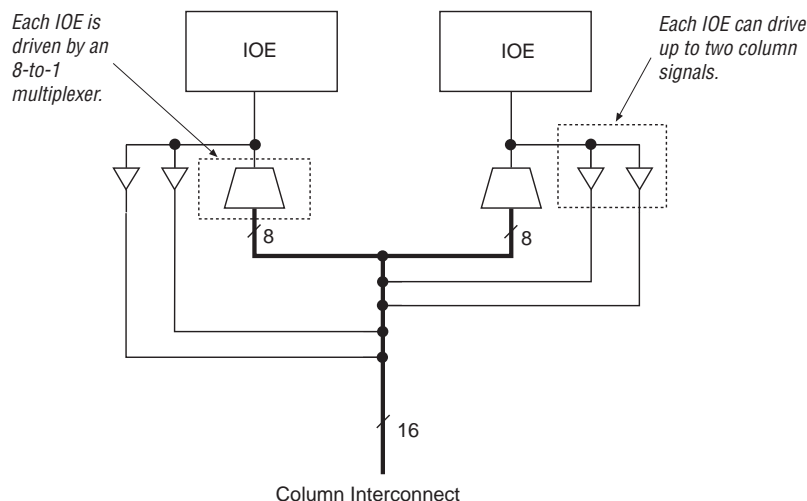 Each IOE is
driven by an
8-to-1
multiplexer.
IOE
IOE
Each IOE can drive
up to two column
signals.
8
8
16
Column Interconnect